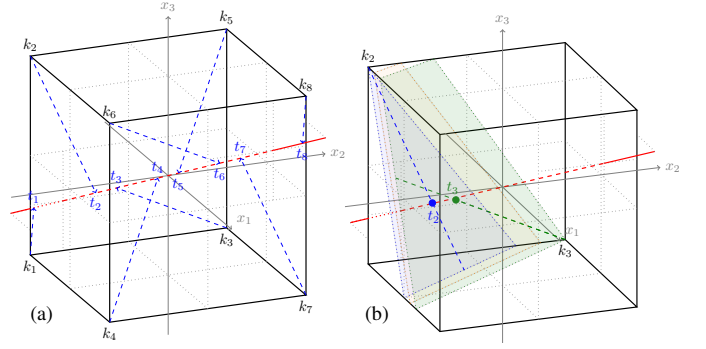 x₃
k₅
k₂
k₈
k₆
t₇
x₂
t₈
t₄
t₃
t₆
t₅
t₁
t₂
x₁
k₃
k₁
k₇
(a)
k₄
x₃
k₂
x₂
t₃
t₂
x₁
k₃
(b)